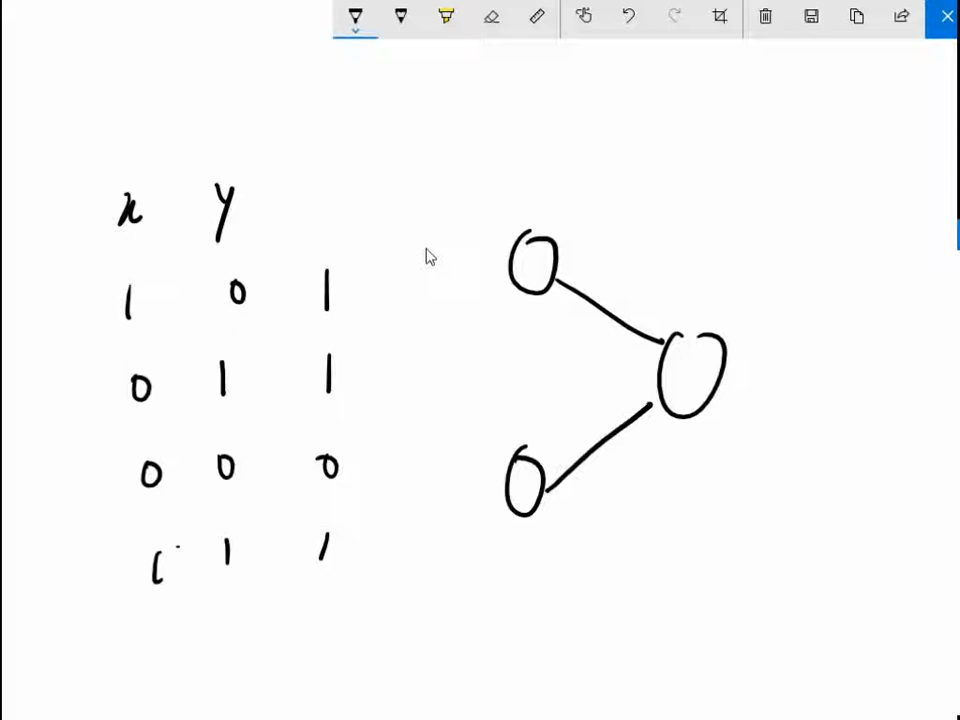 x y
1 0 1
0 1 1
0 0 0
1 1 1